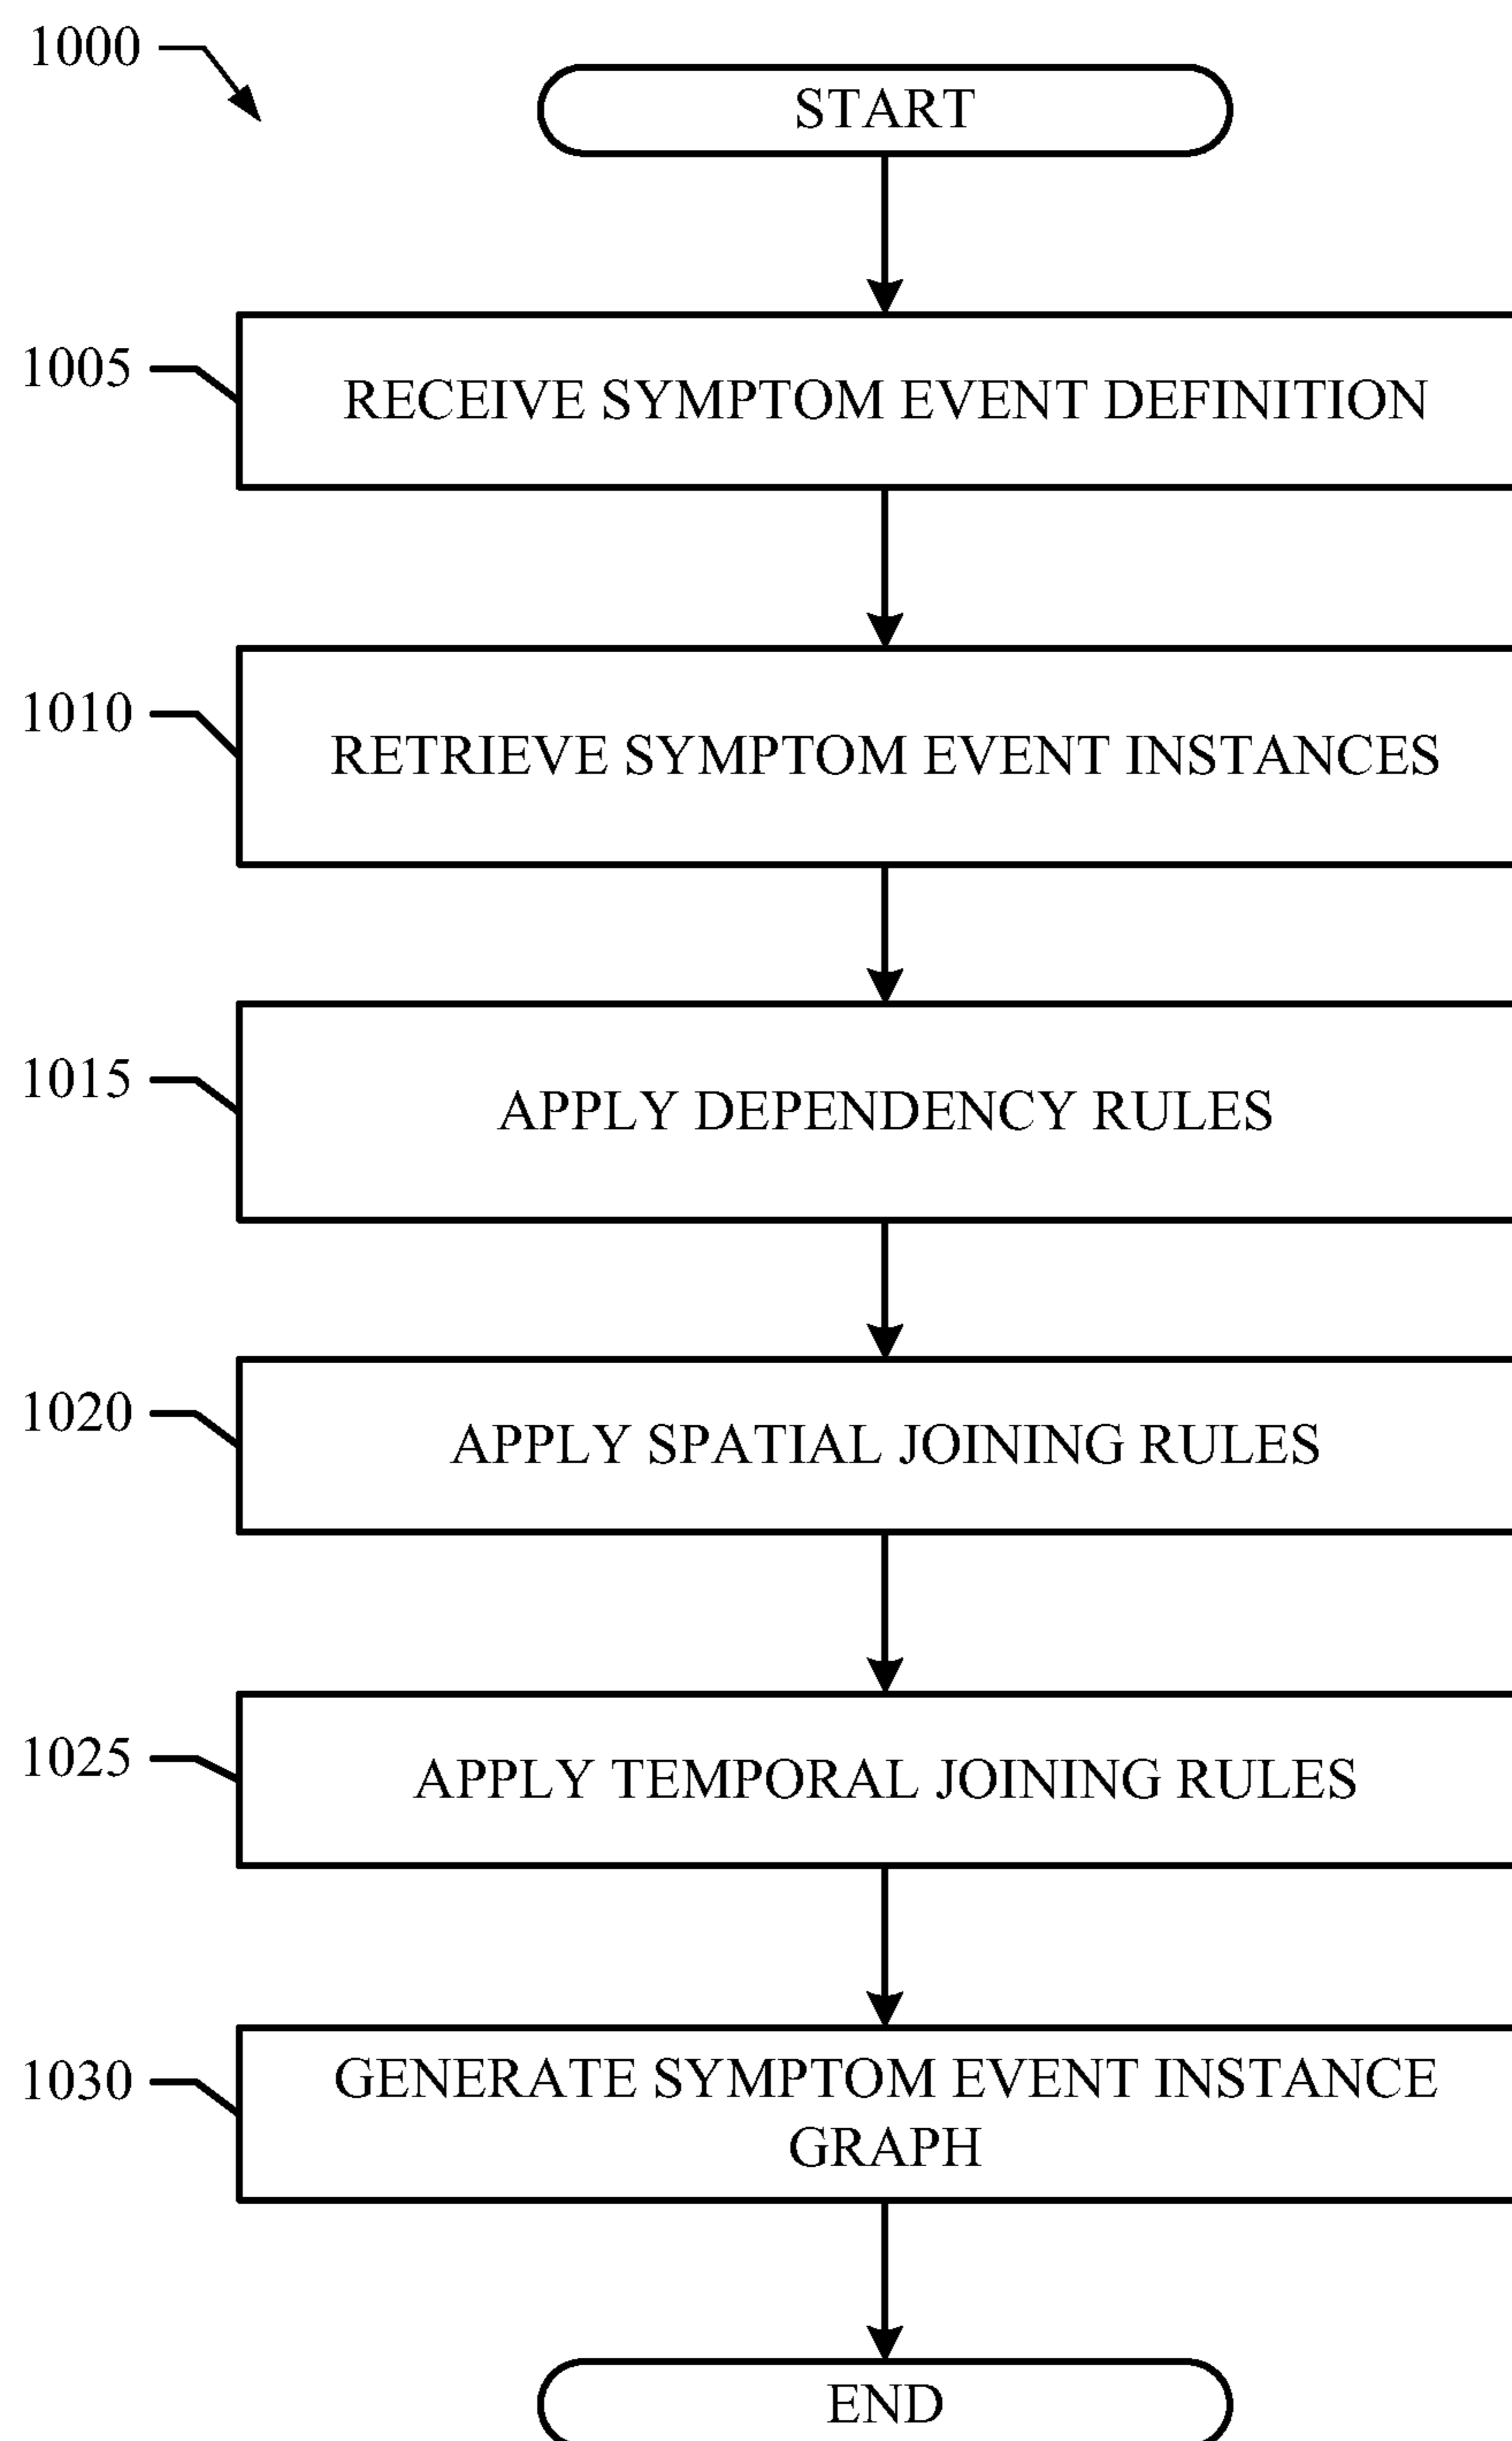 1000
START
1005
RECEIVE SYMPTOM EVENT DEFINITION
1010
RETRIEVE SYMPTOM EVENT INSTANCES
1015
APPLY DEPENDENCY RULES
1020
APPLY SPATIAL JOINING RULES
1025
APPLY TEMPORAL JOINING RULES
1030
GENERATE SYMPTOM EVENT INSTANCE
GRAPH
END